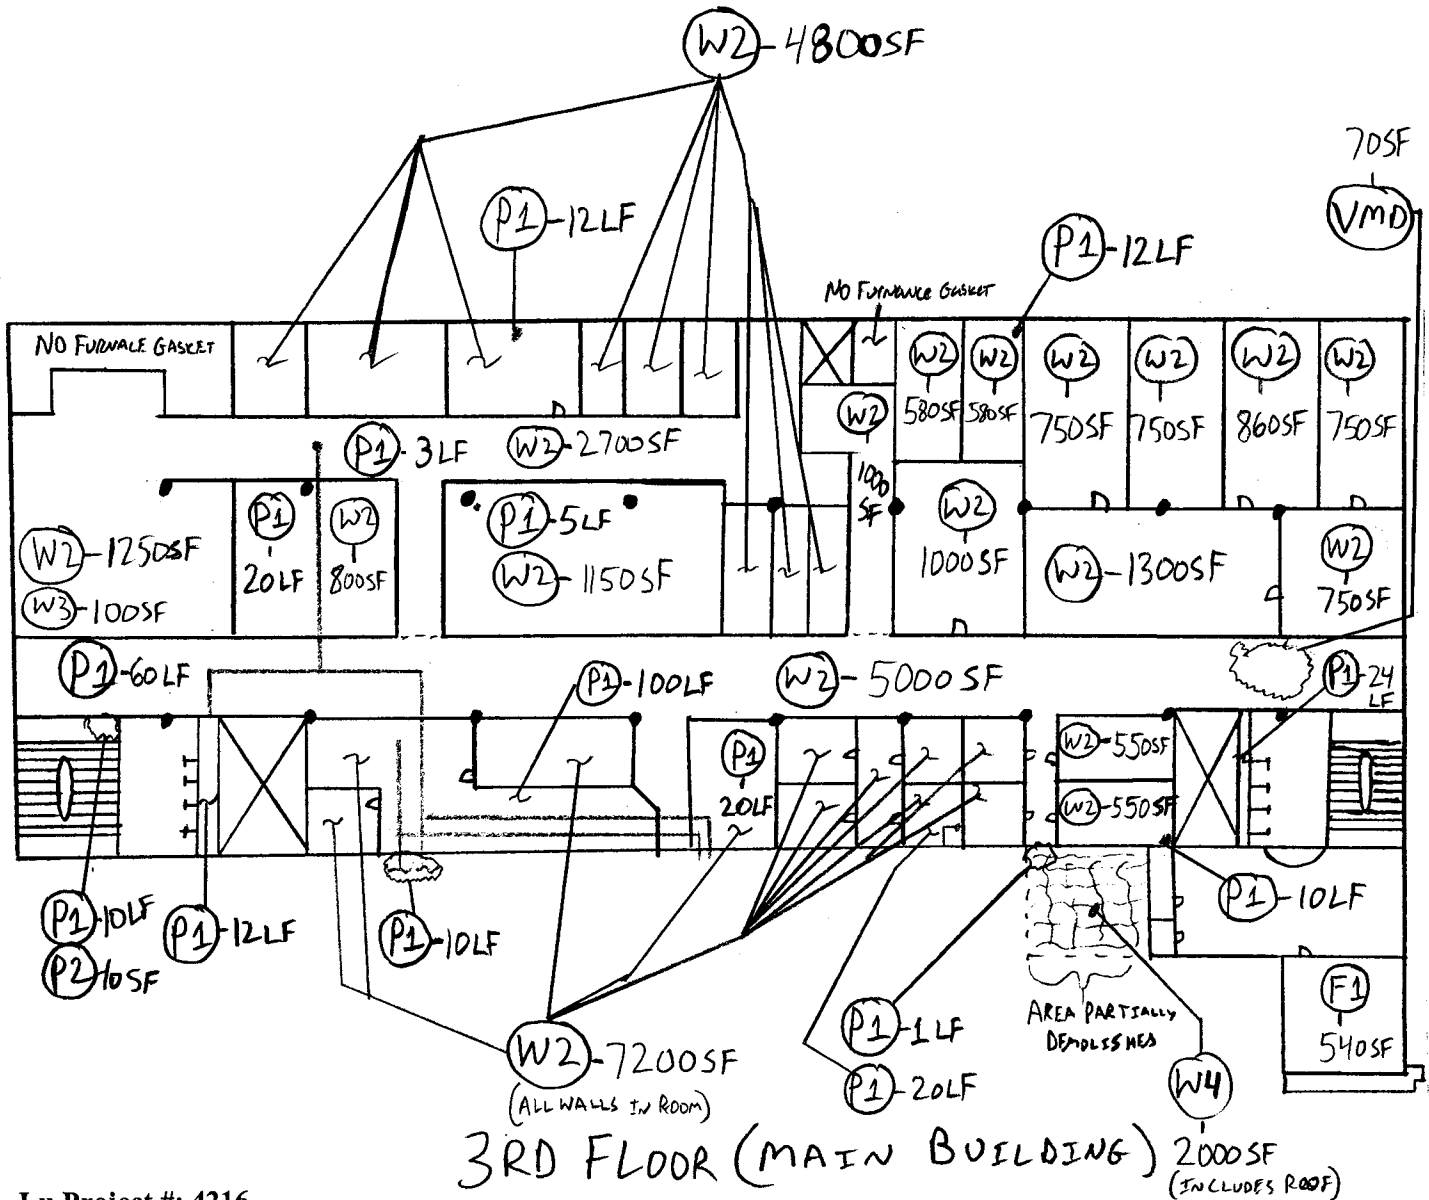 W2-4800SF
70SF
VMD
P1-12LF
P1-12LF
NO FURNANCE GASKET
NO FURNALE GASKET
W2
580SF
W2
580SF
W2
750SF
W2
750SF
W2
860SF
W2
750SF
W2
1000
SF
P1-3LF
W2-2700SF
W2-1250SF
W3-100SF
P1
20LF
W2
800SF
P1-5LF
W2-1150SF
W2
1000SF
W2-1300SF
W2
750SF
P1-60LF
P1-100LF
W2-5000SF
P1-24
LF
P1
20LF
W2-550SF
W2-550SF
P1-10LF
P2-10SF
P1-12LF
P1-10LF
P1-10LF
F1
540SF
AREA PARTIALLY
DEMOLISHED
P1-1LF
P1-20LF
W2-7200SF
(ALL WALLS IN ROOM)
W4
2000SF
(INCLUDES ROOF)
3RD FLOOR (MAIN BUILDING)